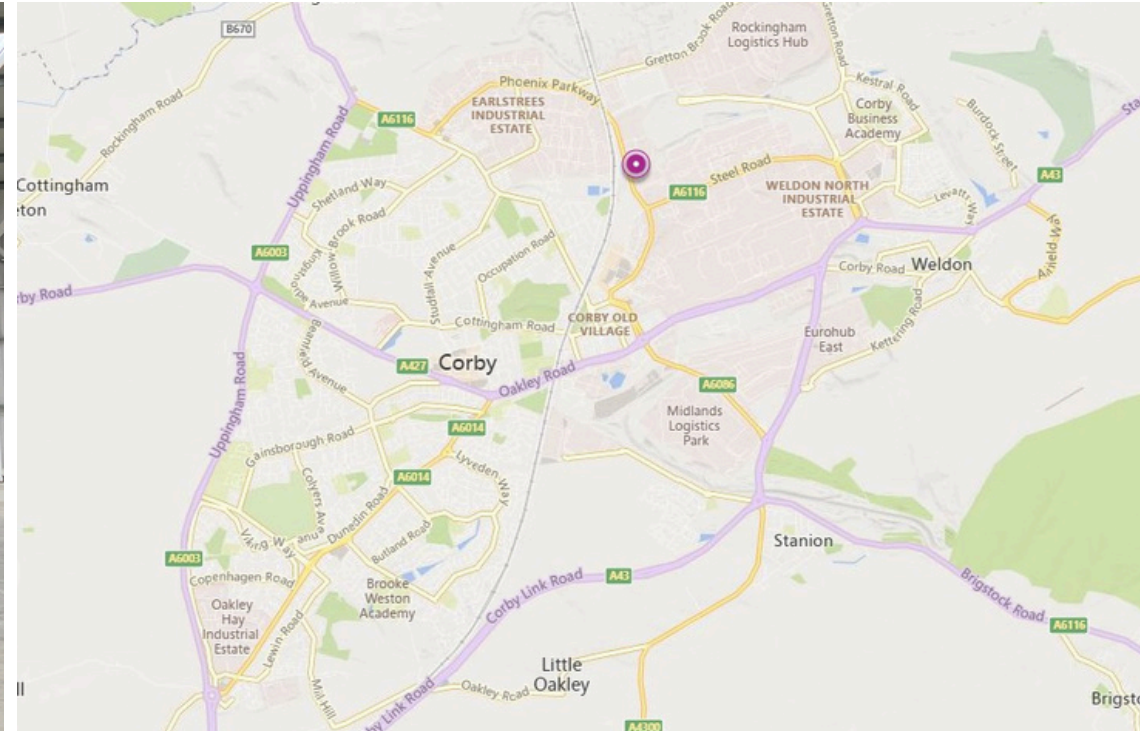 B670
Rockingham Road
Cottingham
Uppingham Road
A6116
Phoenix Parkway
EARLSTREES
INDUSTRIAL
ESTATE
Gretton Brook Road
Rockingham
Logistics Hub
Gretton Road
Kestral Road
Corby
Business
Academy
Burdock Street
A43
Steel Road
A6116
WELDON NORTH
INDUSTRIAL
ESTATE
Shetland Way
Willow Brook Road
A6003
Studfall Avenue
Occupation Road
Levatts Way
Corby Road
Weldon
Kettering Road
Eurohub
East
CORBY OLD
VILLAGE
Cottingham Road
Beanfield Avenue
A427
Corby
Oakley Road
A6086
Midlands
Logistics
Park
Uppingham Road
Gainsborough Road
A6014
Lyveden Way
A6014
Colyers Ave
Dunedin Road
Butland Road
Viking Way
A6003
Copenhagen Road
Oakley
Hay
Industrial
Estate
Lewin Road
Brooke
Weston
Academy
Mill Hill
Stanion
Corby Link Road
A43
Brigstock Road
A6116
Little
Oakley
Oakley Road
A4300